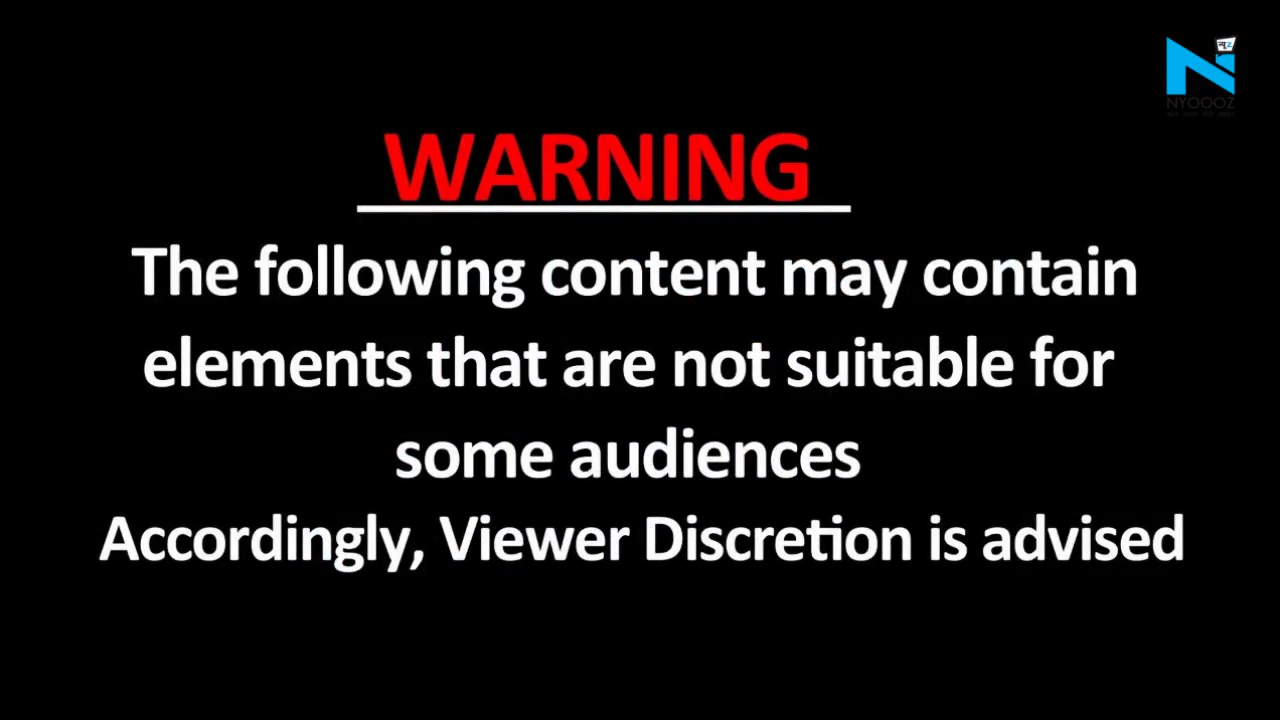 न्यूz
NYOOOZ
WARNING
The following content may contain
elements that are not suitable for
some audiences
Accordingly, Viewer Discretion is advised